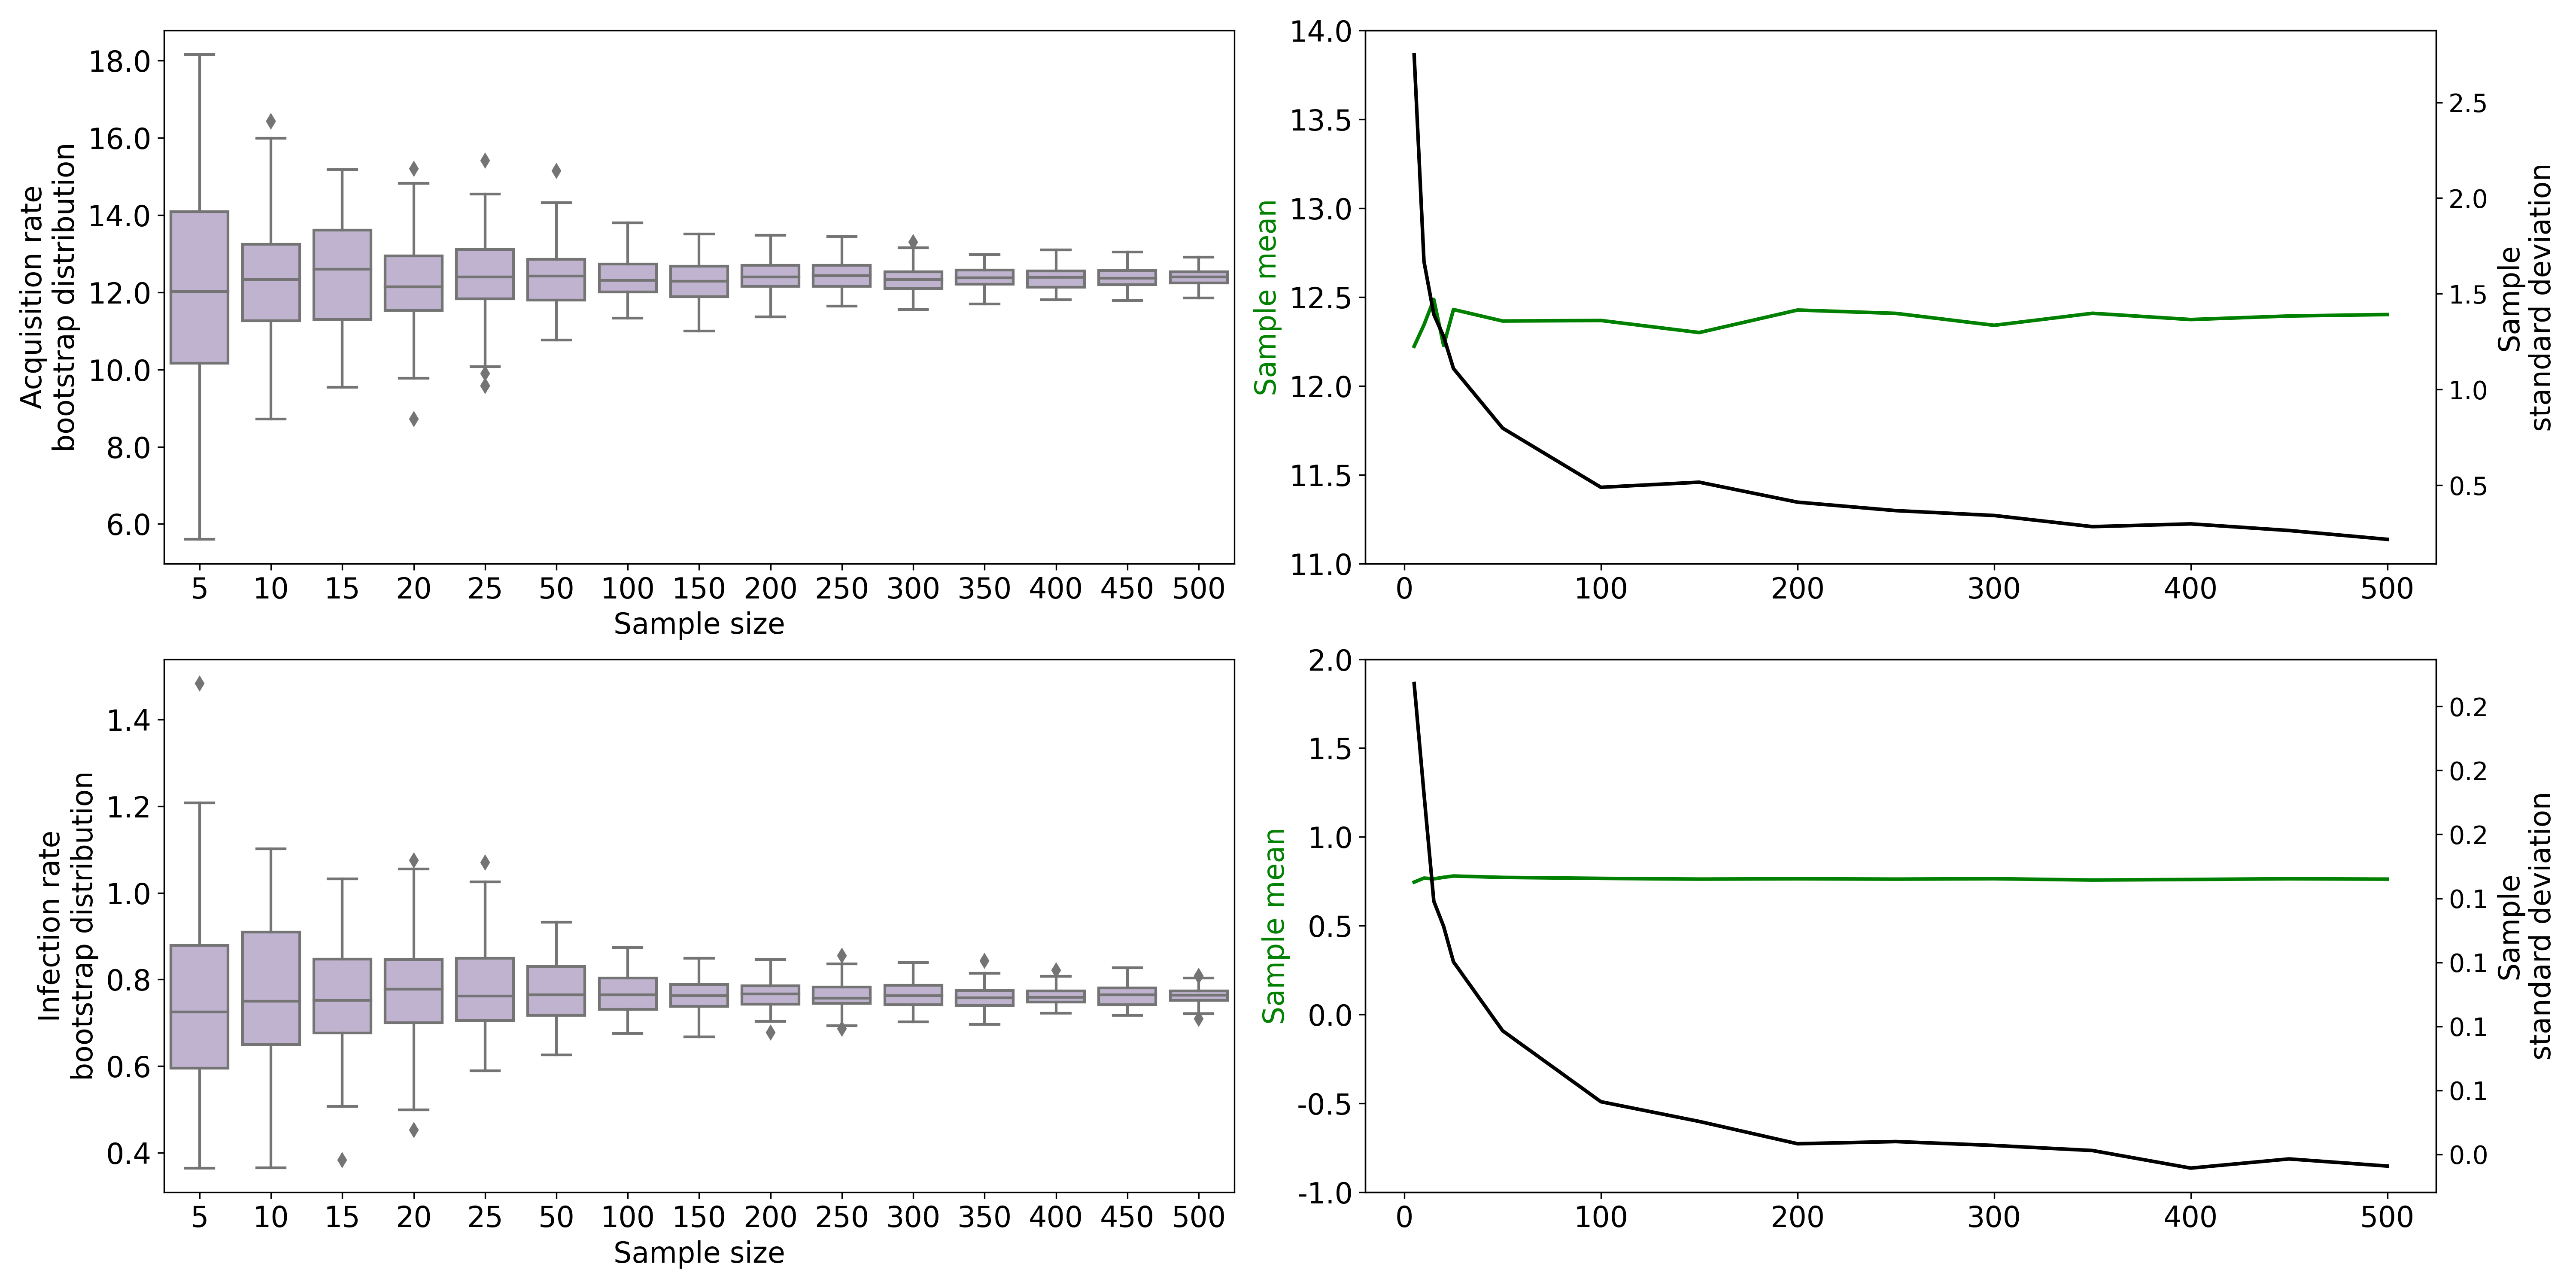 18.0
16.0
14.0
12.0
10.0
8.0
6.0
Acquisition rate
bootstrap distribution
5 10 15 20 25 50 100 150 200 250 300 350 400 450 500
Sample size
14.0
13.5
13.0
12.5
12.0
11.5
11.0
Sample mean
0 100 200 300 400 500
2.5
2.0
1.5
1.0
0.5
Sample
standard deviation
1.4
1.2
1.0
0.8
0.6
0.4
Infection rate
bootstrap distribution
5 10 15 20 25 50 100 150 200 250 300 350 400 450 500
Sample size
2.0
1.5
1.0
0.5
0.0
-0.5
-1.0
Sample mean
0 100 200 300 400 500
0.2
0.2
0.2
0.1
0.1
0.1
0.1
0.0
Sample
standard deviation